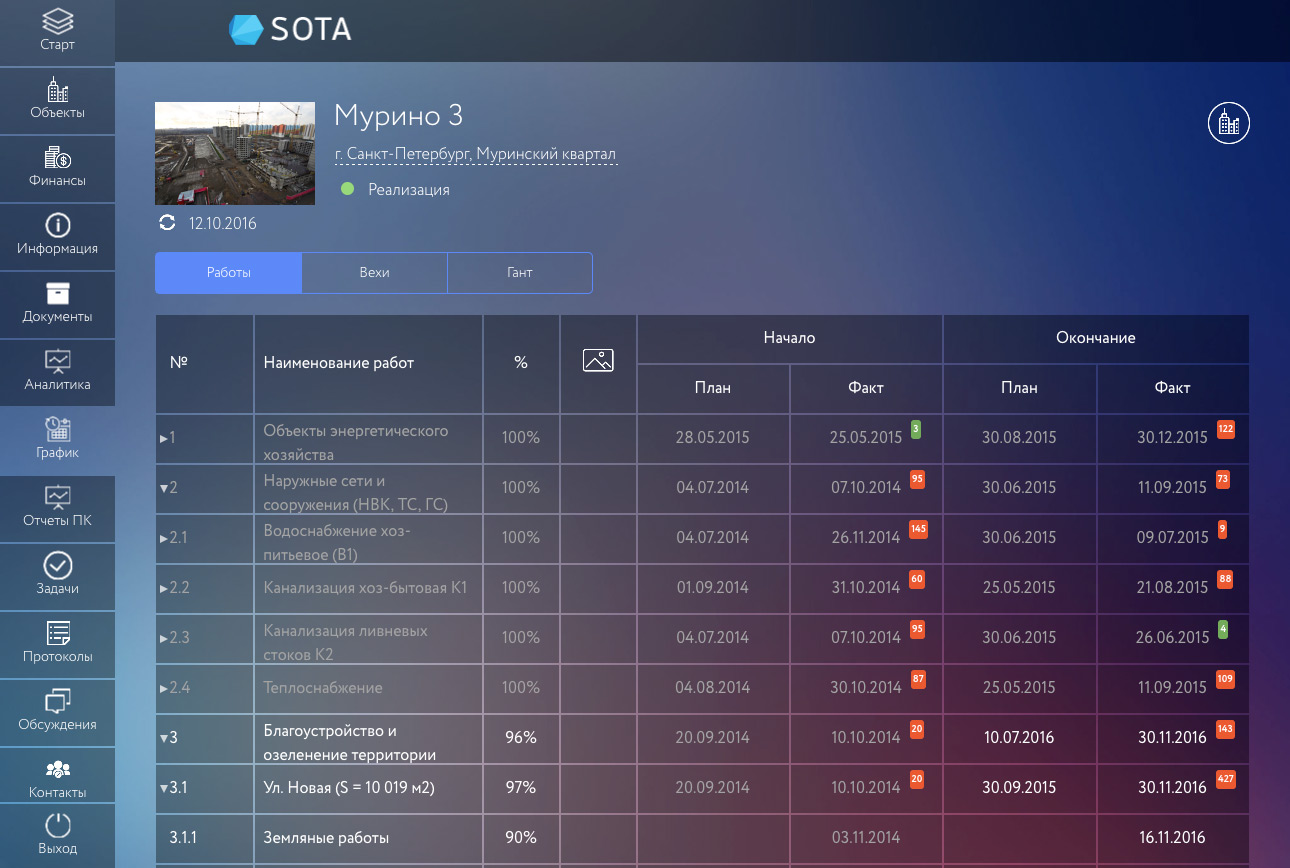 SOTA
Старт
Объекты
Финансы
Информация
Документы
Аналитика
График
Отчеты ПК
Задачи
Протоколы
Обсуждения
Контакты
Выход
Мурино 3
г. Санкт-Петербург, Муринский квартал
Реализация
12.10.2016
Работы Вехи Гант
№ Наименование работ % Начало Окончание
План Факт План Факт
1 Объекты энергетического
хозяйства 100% 28.05.2015 25.05.2015 3 30.08.2015 30.12.2015 122
2 Наружные сети и
сооружения (НВК, ТС, ГС) 100% 04.07.2014 07.10.2014 95 30.06.2015 11.09.2015 73
2.1 Водоснабжение хоз-
питьевое (В1) 100% 04.07.2014 26.11.2014 145 30.06.2015 09.07.2015 9
2.2 Канализация хоз-бытовая К1 100% 01.09.2014 31.10.2014 60 25.05.2015 21.08.2015 88
2.3 Канализация ливневых
стоков К2 100% 04.07.2014 07.10.2014 95 30.06.2015 26.06.2015 4
2.4 Теплоснабжение 100% 04.08.2014 30.10.2014 87 25.05.2015 11.09.2015 109
3 Благоустройство и
озеленение территории 96% 20.09.2014 10.10.2014 20 10.07.2016 30.11.2016 143
3.1 Ул. Новая (S = 10 019 м2) 97% 20.09.2014 10.10.2014 20 30.09.2015 30.11.2016 427
3.1.1 Земляные работы 90% 03.11.2014 16.11.2016